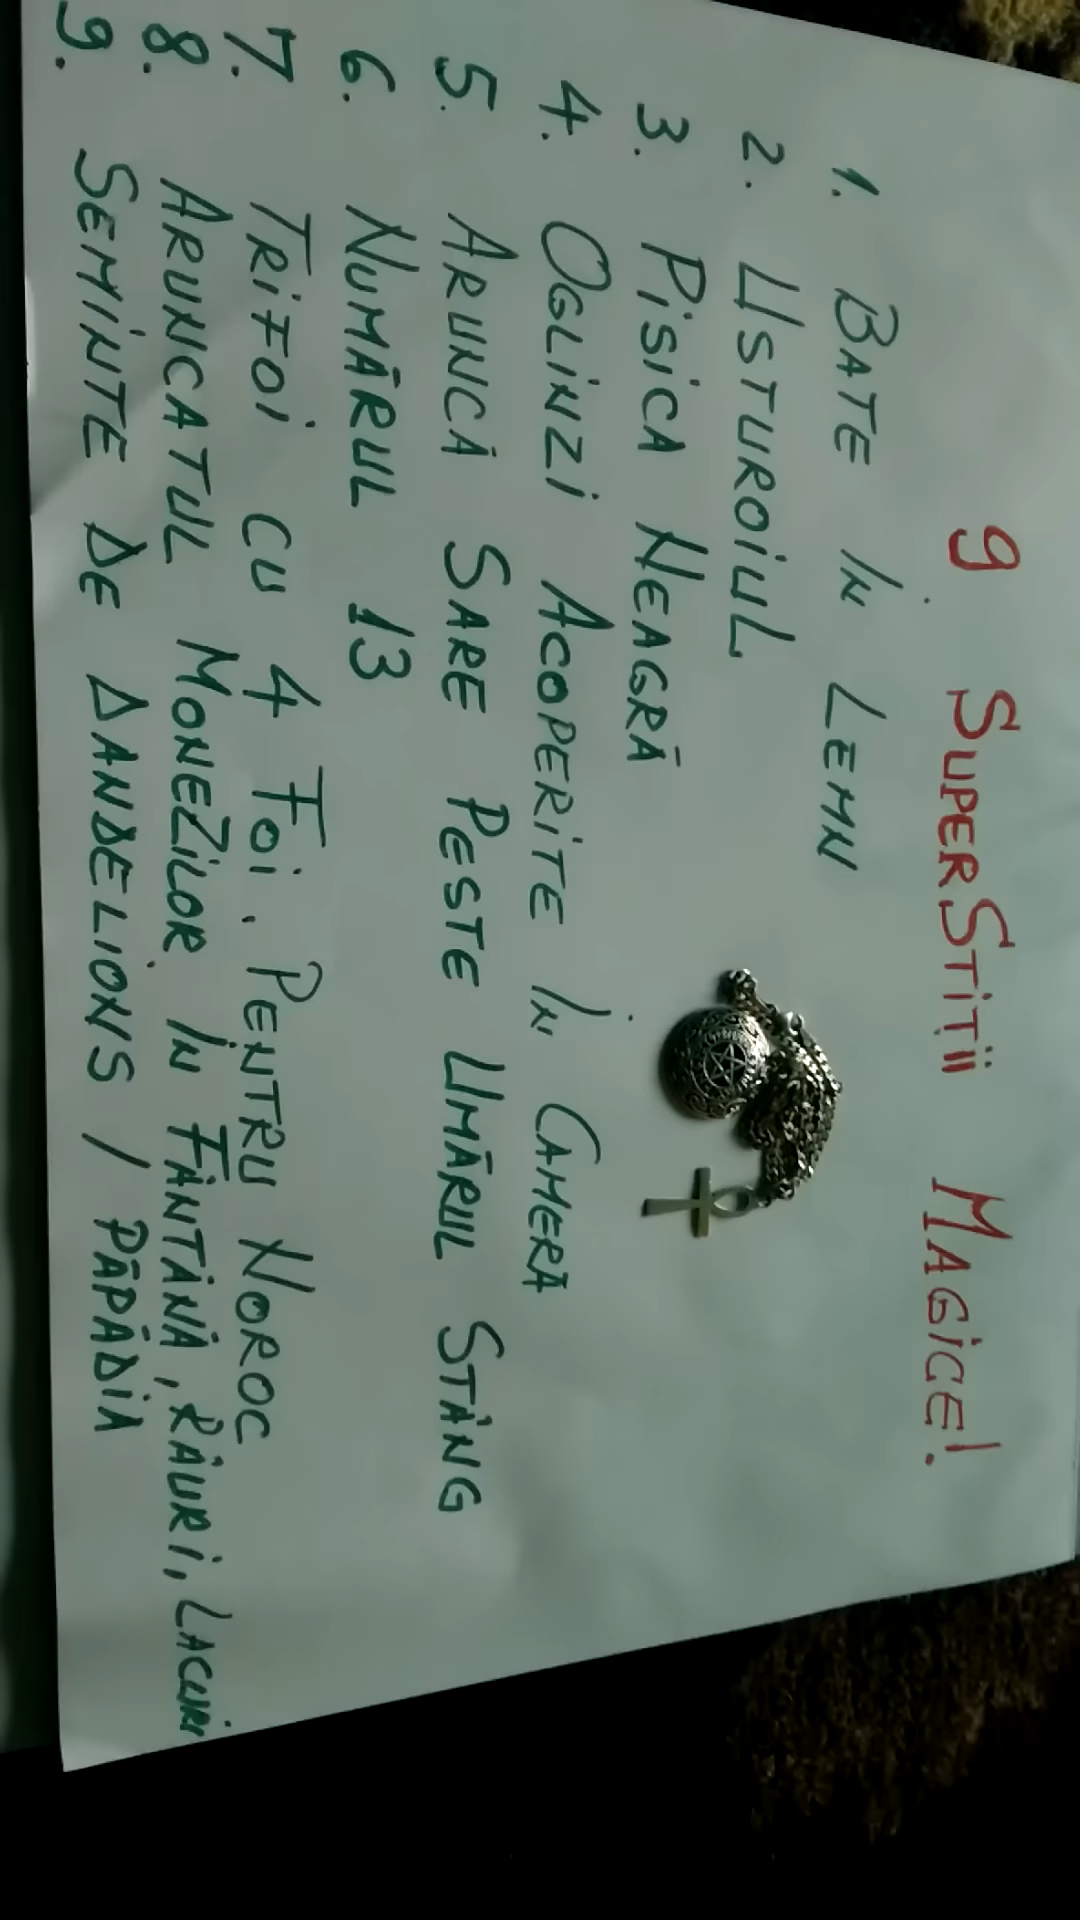 9 SUPERSTIȚII MAGICE!
1. BATE ÎN LEMN
2. USTUROIUL
3. PISICA NEAGRĂ
4. OGLINZI ACOPERITE ÎN CAMERĂ
5. ARUNCĂ SARE PESTE UMĂRUL STÂNG
6. NUMĂRUL 13
7. TRIFOI CU 4 FOI. PENTRU NOROC
8. ARUNCATUL MONEZILOR ÎN FÂNTÂNĂ, RÂURI, LACURI
9. SEMINTE DE DANDELIONS / PĂPĂDIA